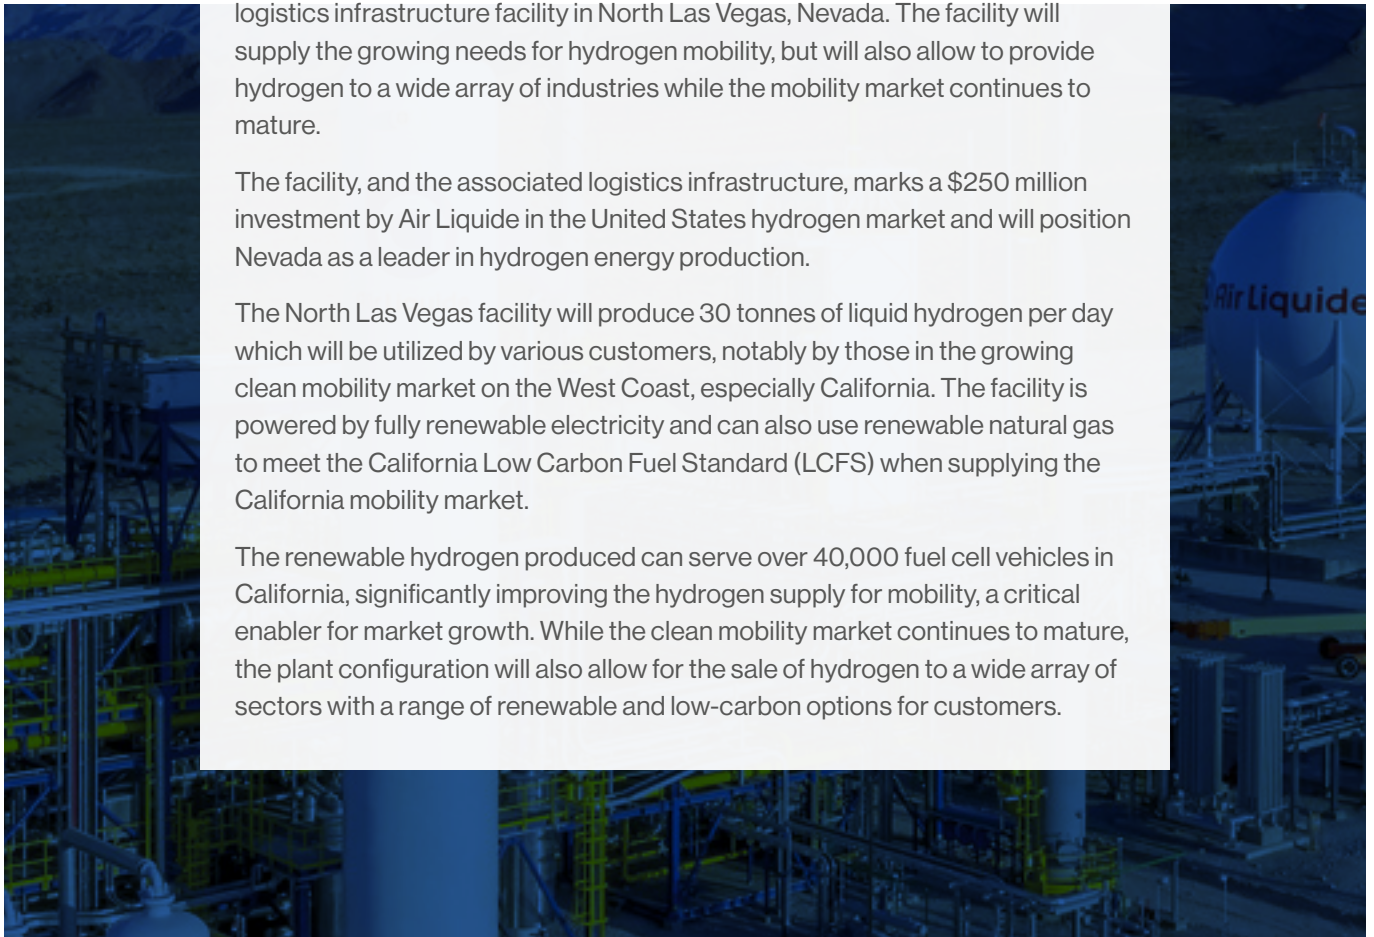 logistics infrastructure facility in North Las Vegas, Nevada. The facility will
supply the growing needs for hydrogen mobility, but will also allow to provide
hydrogen to a wide array of industries while the mobility market continues to
mature.
The facility, and the associated logistics infrastructure, marks a $250 million
investment by Air Liquide in the United States hydrogen market and will position
Nevada as a leader in hydrogen energy production.
The North Las Vegas facility will produce 30 tonnes of liquid hydrogen per day
which will be utilized by various customers, notably by those in the growing
clean mobility market on the West Coast, especially California. The facility is
powered by fully renewable electricity and can also use renewable natural gas
to meet the California Low Carbon Fuel Standard (LCFS) when supplying the
California mobility market.
The renewable hydrogen produced can serve over 40,000 fuel cell vehicles in
California, significantly improving the hydrogen supply for mobility, a critical
enabler for market growth. While the clean mobility market continues to mature,
the plant configuration will also allow for the sale of hydrogen to a wide array of
sectors with a range of renewable and low-carbon options for customers.
Air Liquide